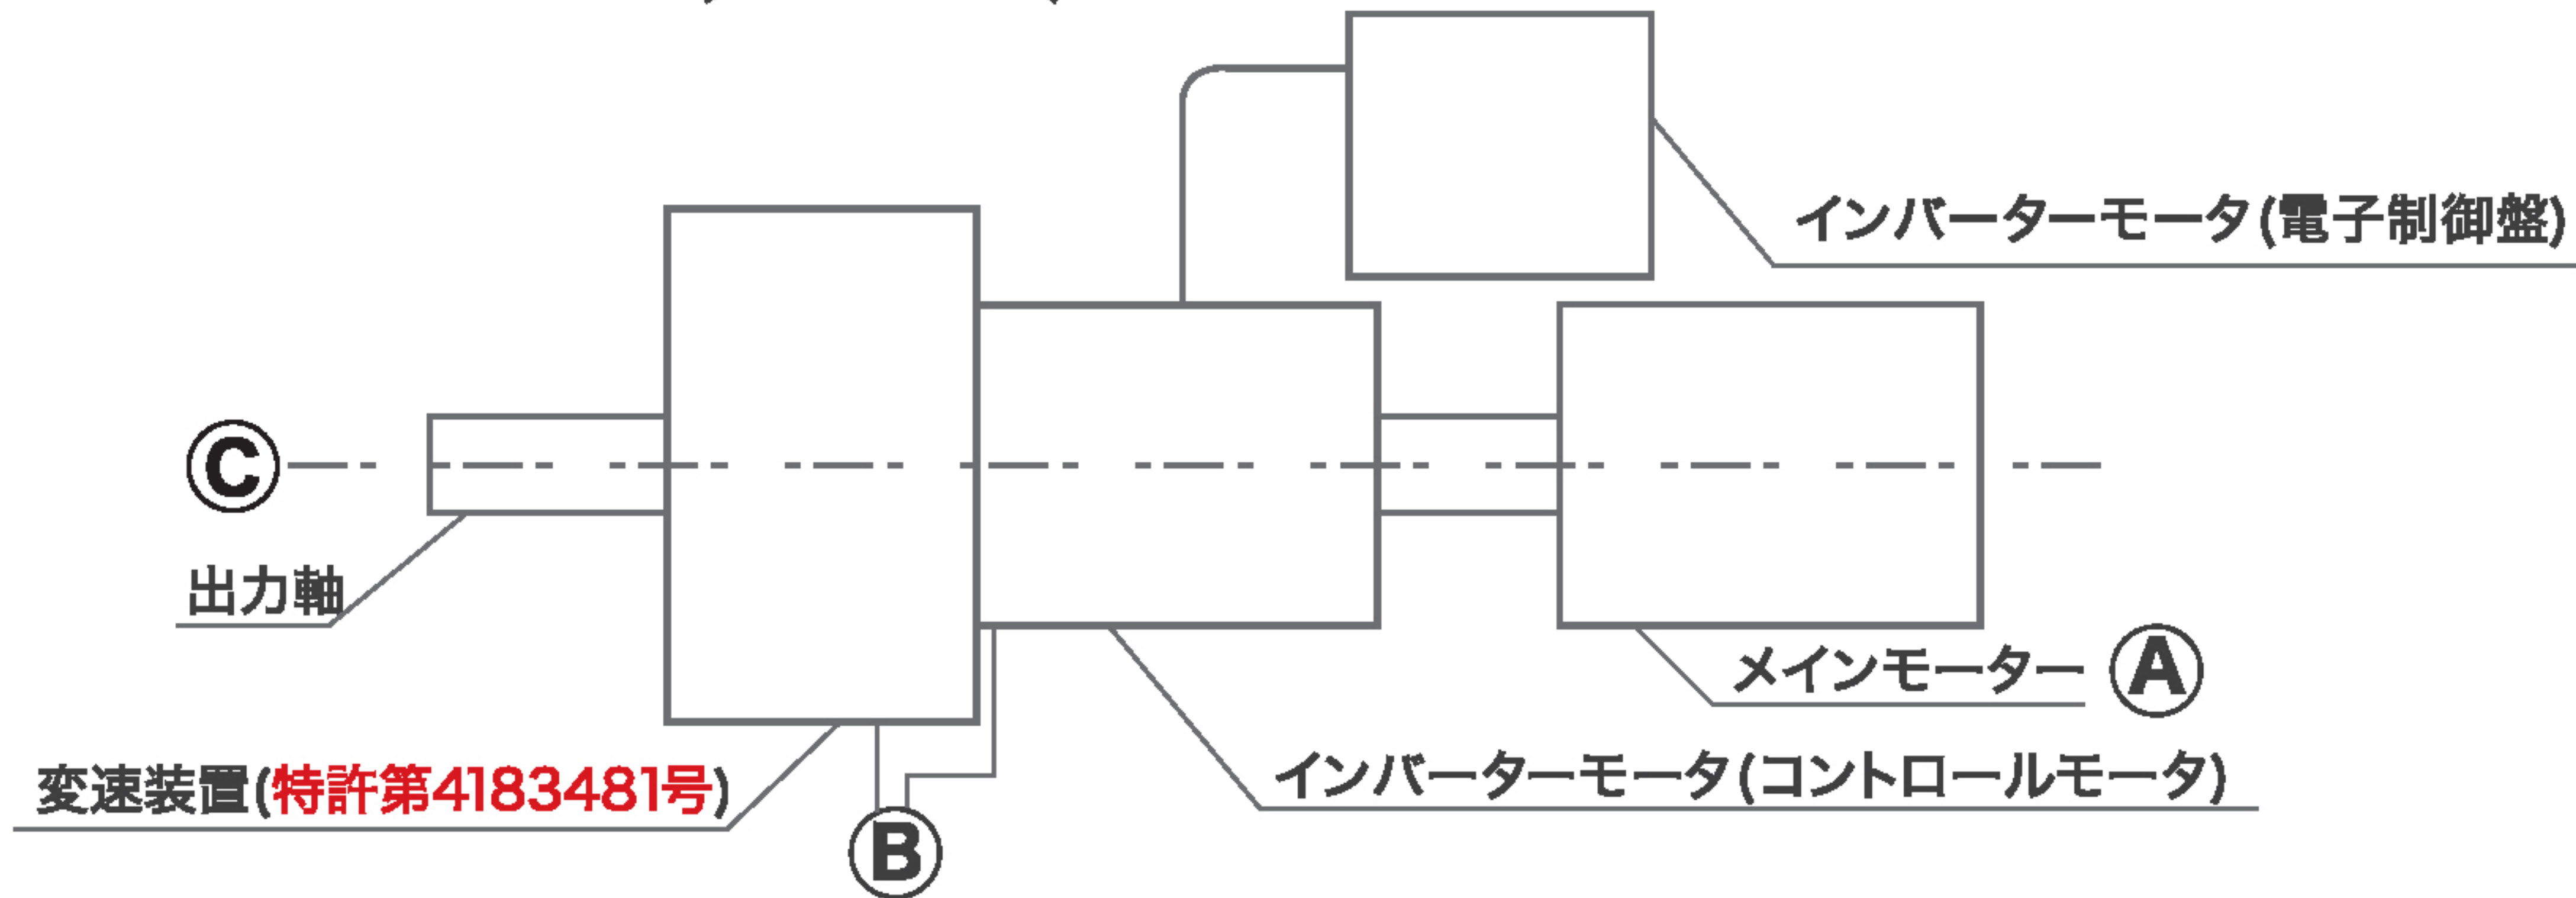 インバーターモータ(電子制御盤)
Ⓒ
出力軸
メインモーター Ⓐ
インバーターモータ(コントロールモータ)
変速装置(特許第4183481号)
Ⓑ